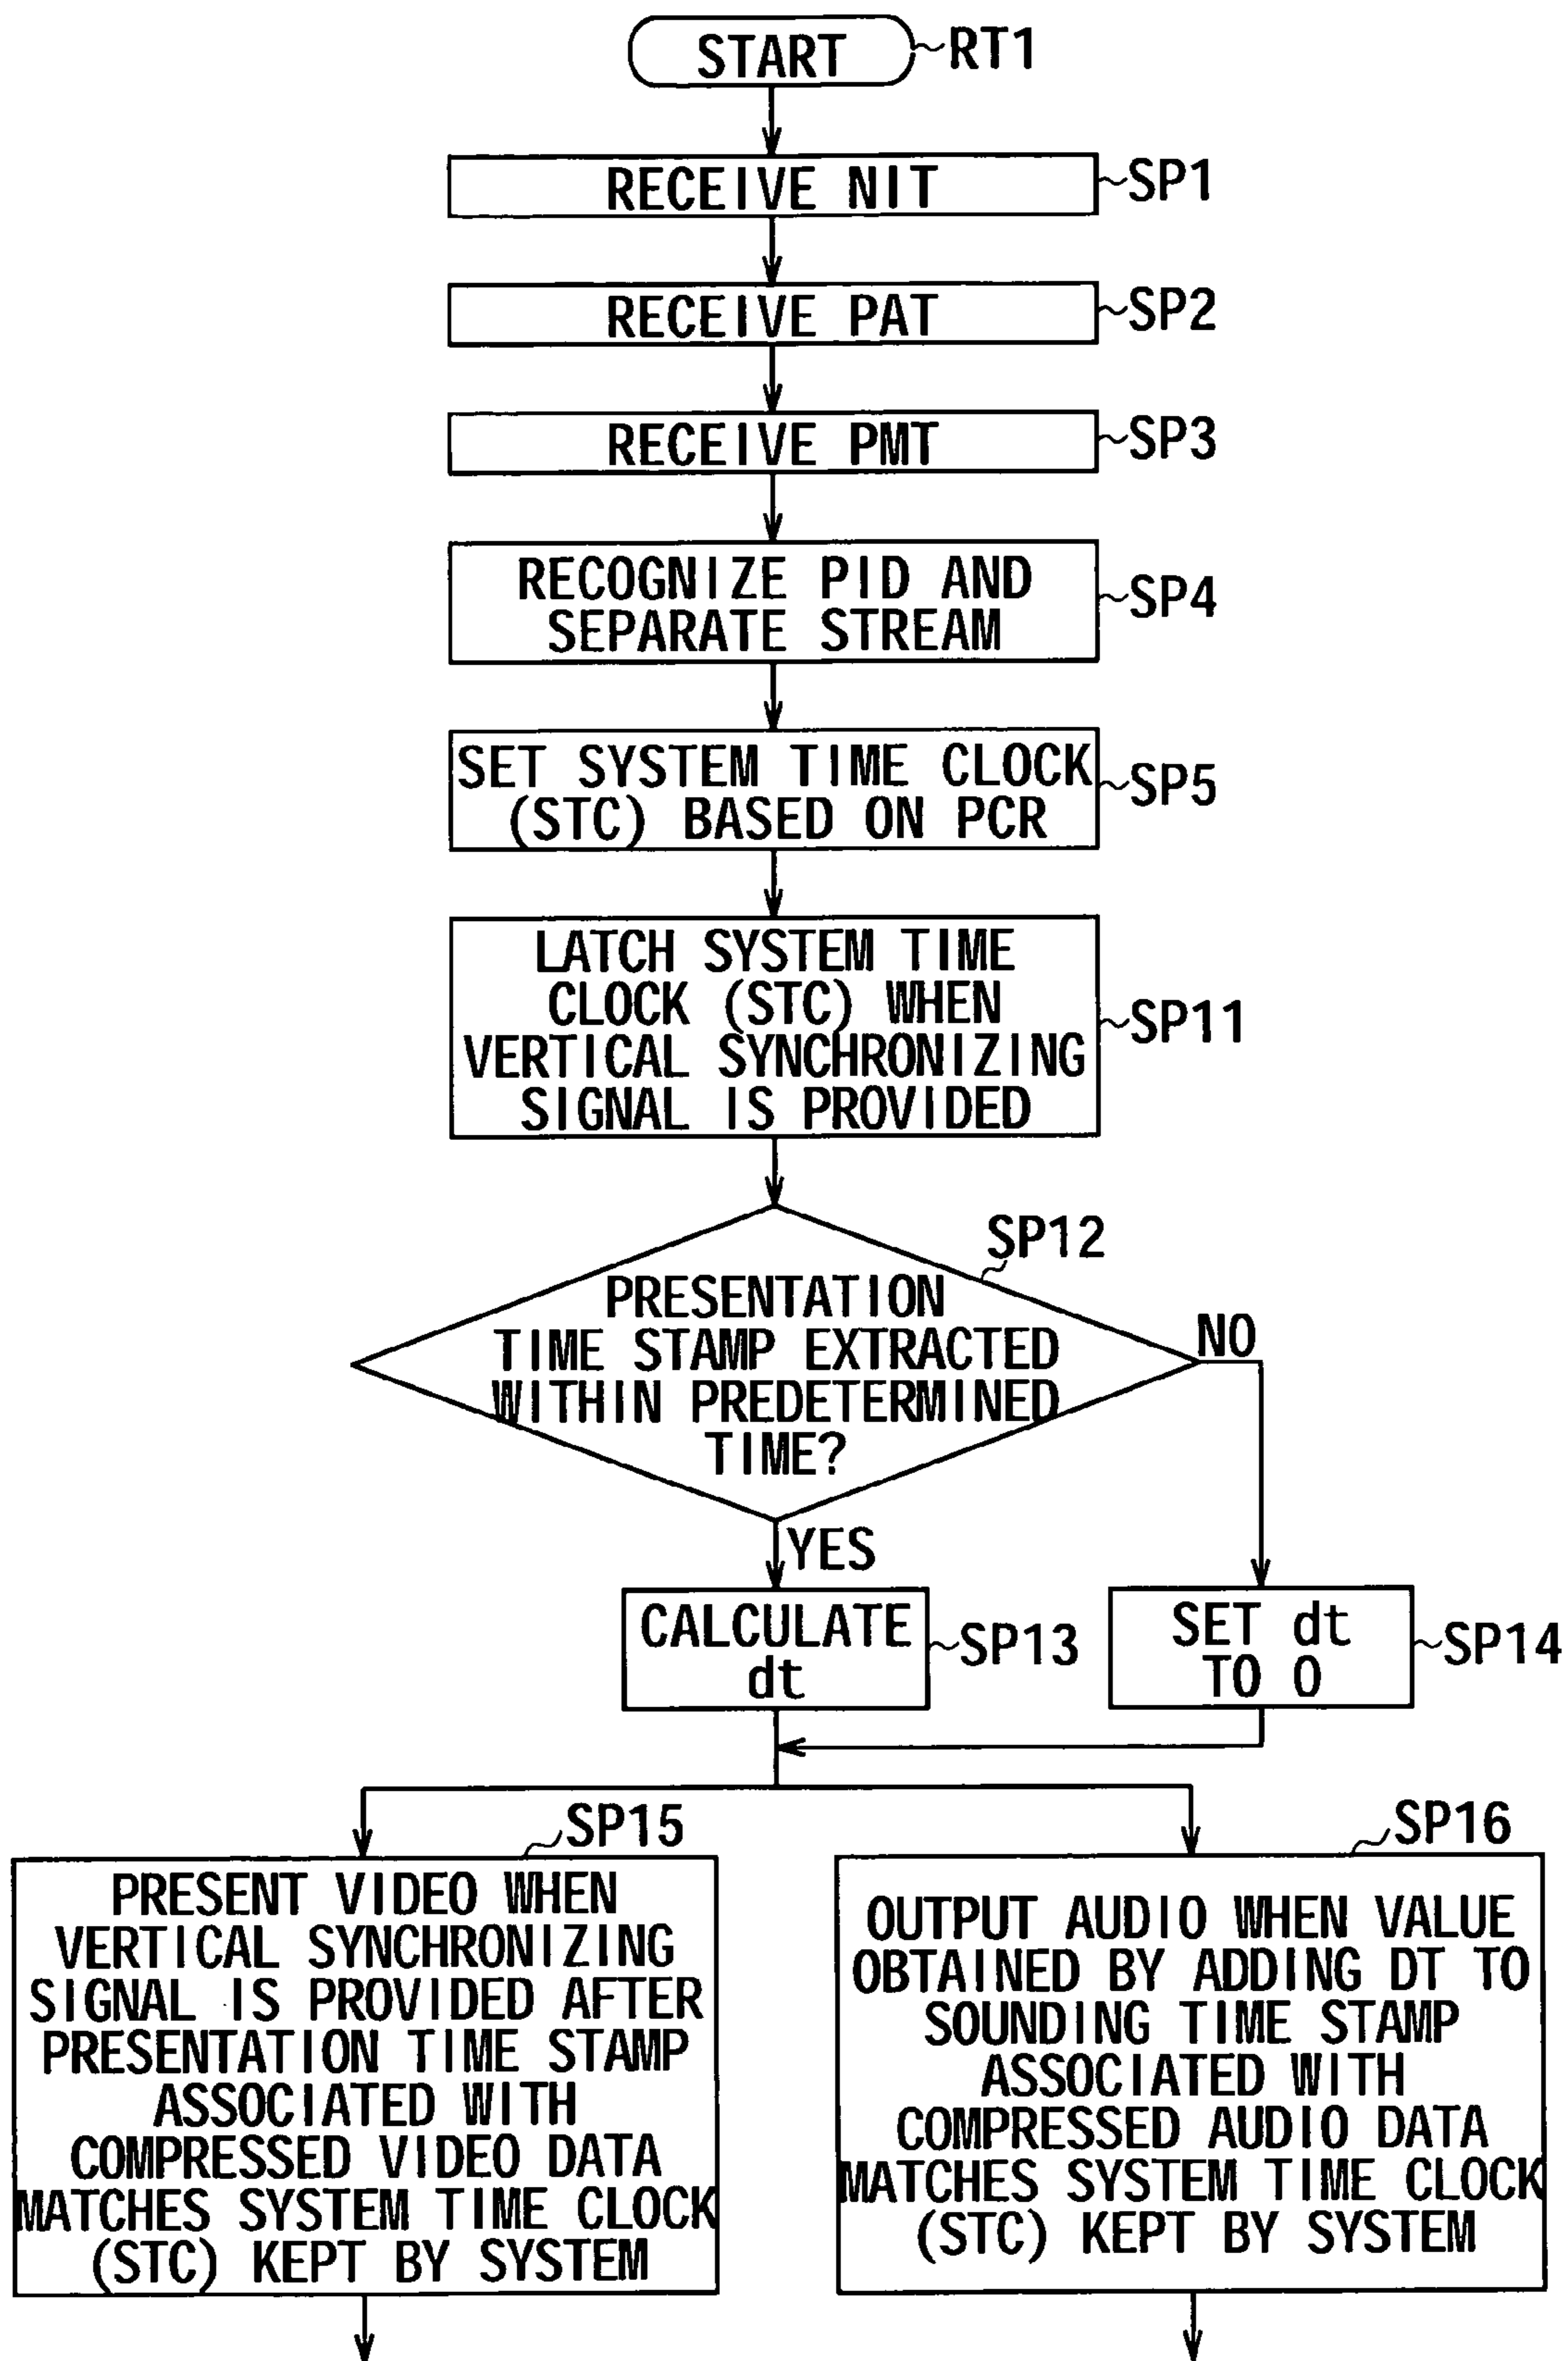 START
RT1
RECEIVE NIT
SP1
RECEIVE PAT
SP2
RECEIVE PMT
SP3
RECOGNIZE PID AND
SEPARATE STREAM
SP4
SET SYSTEM TIME CLOCK
(STC) BASED ON PCR
SP5
LATCH SYSTEM TIME
CLOCK (STC) WHEN
VERTICAL SYNCHRONIZING
SIGNAL IS PROVIDED
SP11
SP12
PRESENTATION
TIME STAMP EXTRACTED
WITHIN PREDETERMINED
TIME?
NO
YES
CALCULATE
dt
SP13
SET dt
TO 0
SP14
SP15
PRESENT VIDEO WHEN
VERTICAL SYNCHRONIZING
SIGNAL IS PROVIDED AFTER
PRESENTATION TIME STAMP
ASSOCIATED WITH
COMPRESSED VIDEO DATA
MATCHES SYSTEM TIME CLOCK
(STC) KEPT BY SYSTEM
SP16
OUTPUT AUDIO WHEN VALUE
OBTAINED BY ADDING DT TO
SOUNDING TIME STAMP
ASSOCIATED WITH
COMPRESSED AUDIO DATA
MATCHES SYSTEM TIME CLOCK
(STC) KEPT BY SYSTEM